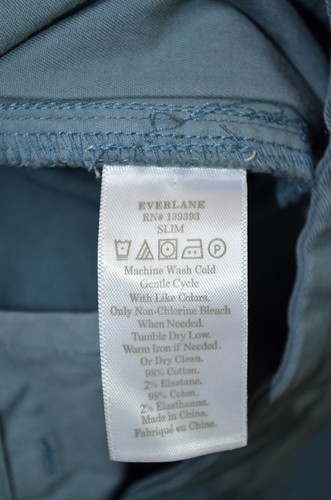 EVERLANE
RN# 139393
SLIM
P
Machine Wash Cold
Gentle Cycle
With Like Colors.
Only Non-Chlorine Bleach
When Needed.
Tumble Dry Low.
Warm Iron if Needed.
Or Dry Clean.
98% Cotton.
2% Elastane.
98% Coton.
2% Élasthanne.
Made in China.
Fabriqué en Chine.